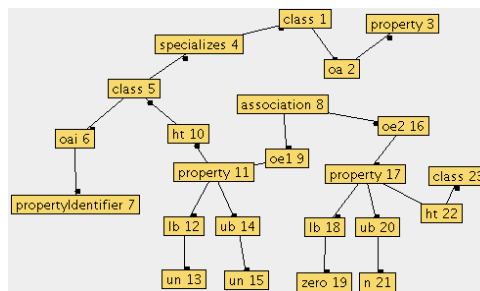 class 1
property 3
specializes 4
oa 2
class 5
association 8
oe2 16
oai 6
ht 10
oe1 9
property 11
property 17
class 23
propertyIdentifier 7
ht 22
lb 12
ub 14
lb 18
ub 20
un 13
un 15
zero 19
n 21